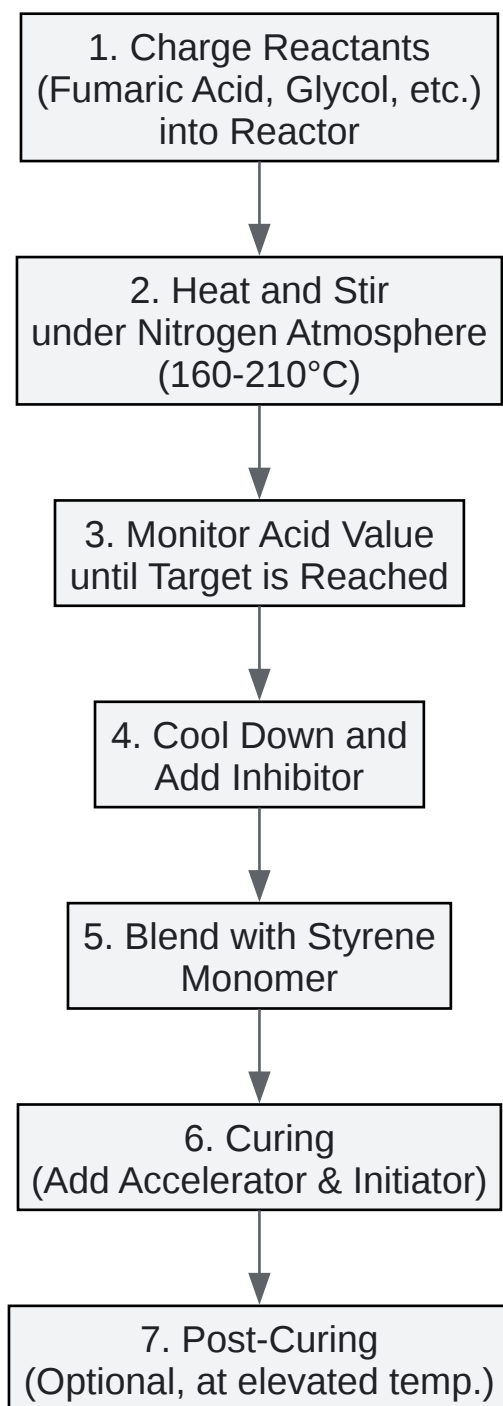 1. Charge Reactants
(Fumaric Acid, Glycol, etc.)
into Reactor
2. Heat and Stir
under Nitrogen Atmosphere
(160-210°C)
3. Monitor Acid Value
until Target is Reached
4. Cool Down and
Add Inhibitor
5. Blend with Styrene
Monomer
6. Curing
(Add Accelerator & Initiator)
7. Post-Curing
(Optional, at elevated temp.)